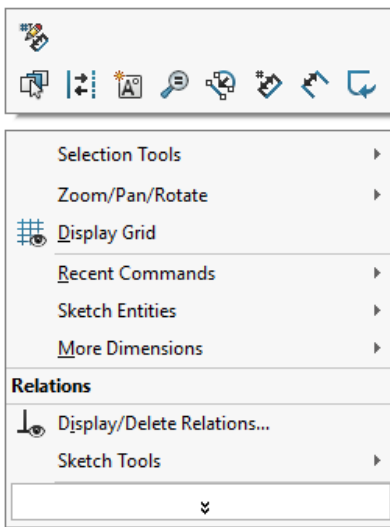 Selection Tools
Zoom/Pan/Rotate
Display Grid
Recent Commands
Sketch Entities
More Dimensions
Relations
Display/Delete Relations...
Sketch Tools